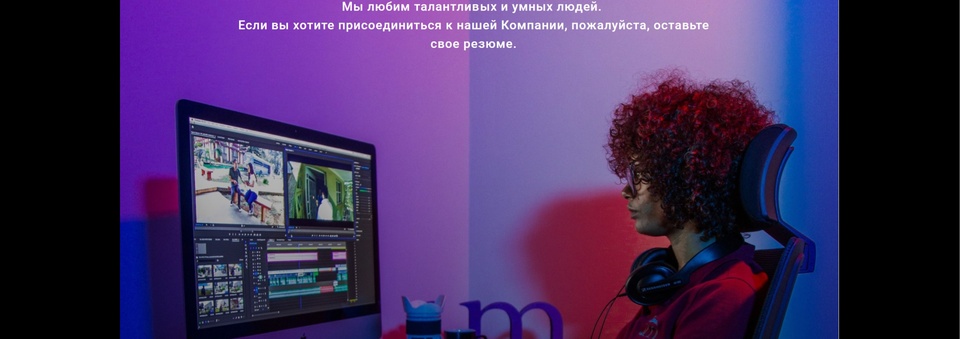 Мы любим талантливых и умных людей.
Если вы хотите присоединиться к нашей Компании, пожалуйста, оставьте
свое резюме.
m